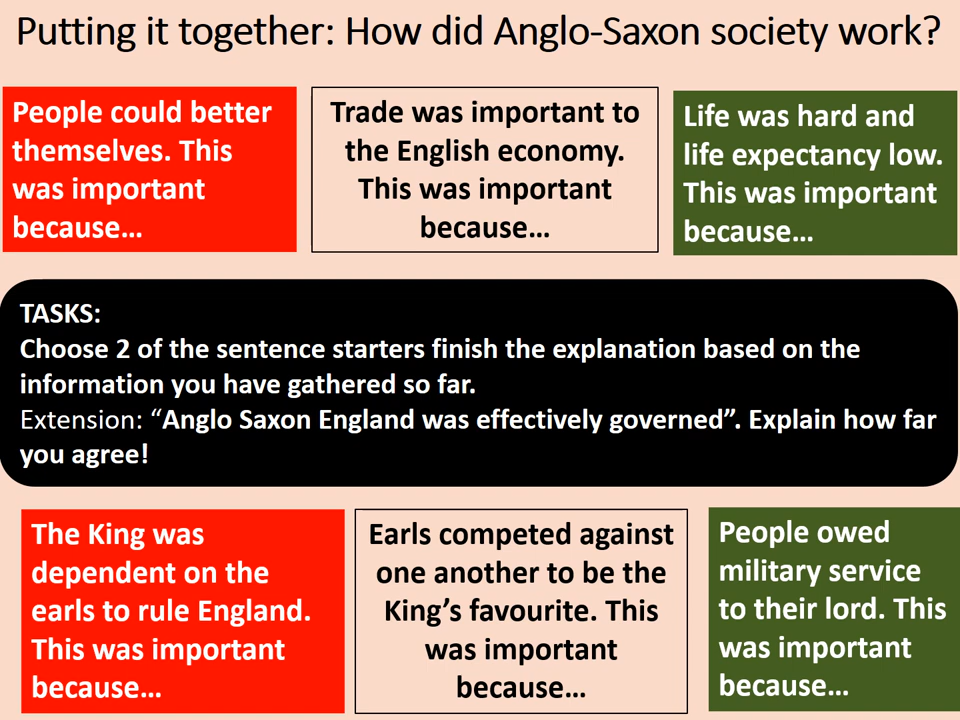 Putting it together: How did Anglo-Saxon society work?
People could better
themselves. This
was important
because…
Trade was important to
the English economy.
This was important
because…
Life was hard and
life expectancy low.
This was important
because…
TASKS:
Choose 2 of the sentence starters finish the explanation based on the
information you have gathered so far.
Extension: “Anglo Saxon England was effectively governed”. Explain how far
you agree!
The King was
dependent on the
earls to rule England.
This was important
because…
Earls competed against
one another to be the
King’s favourite. This
was important
because…
People owed
military service
to their lord. This
was important
because…